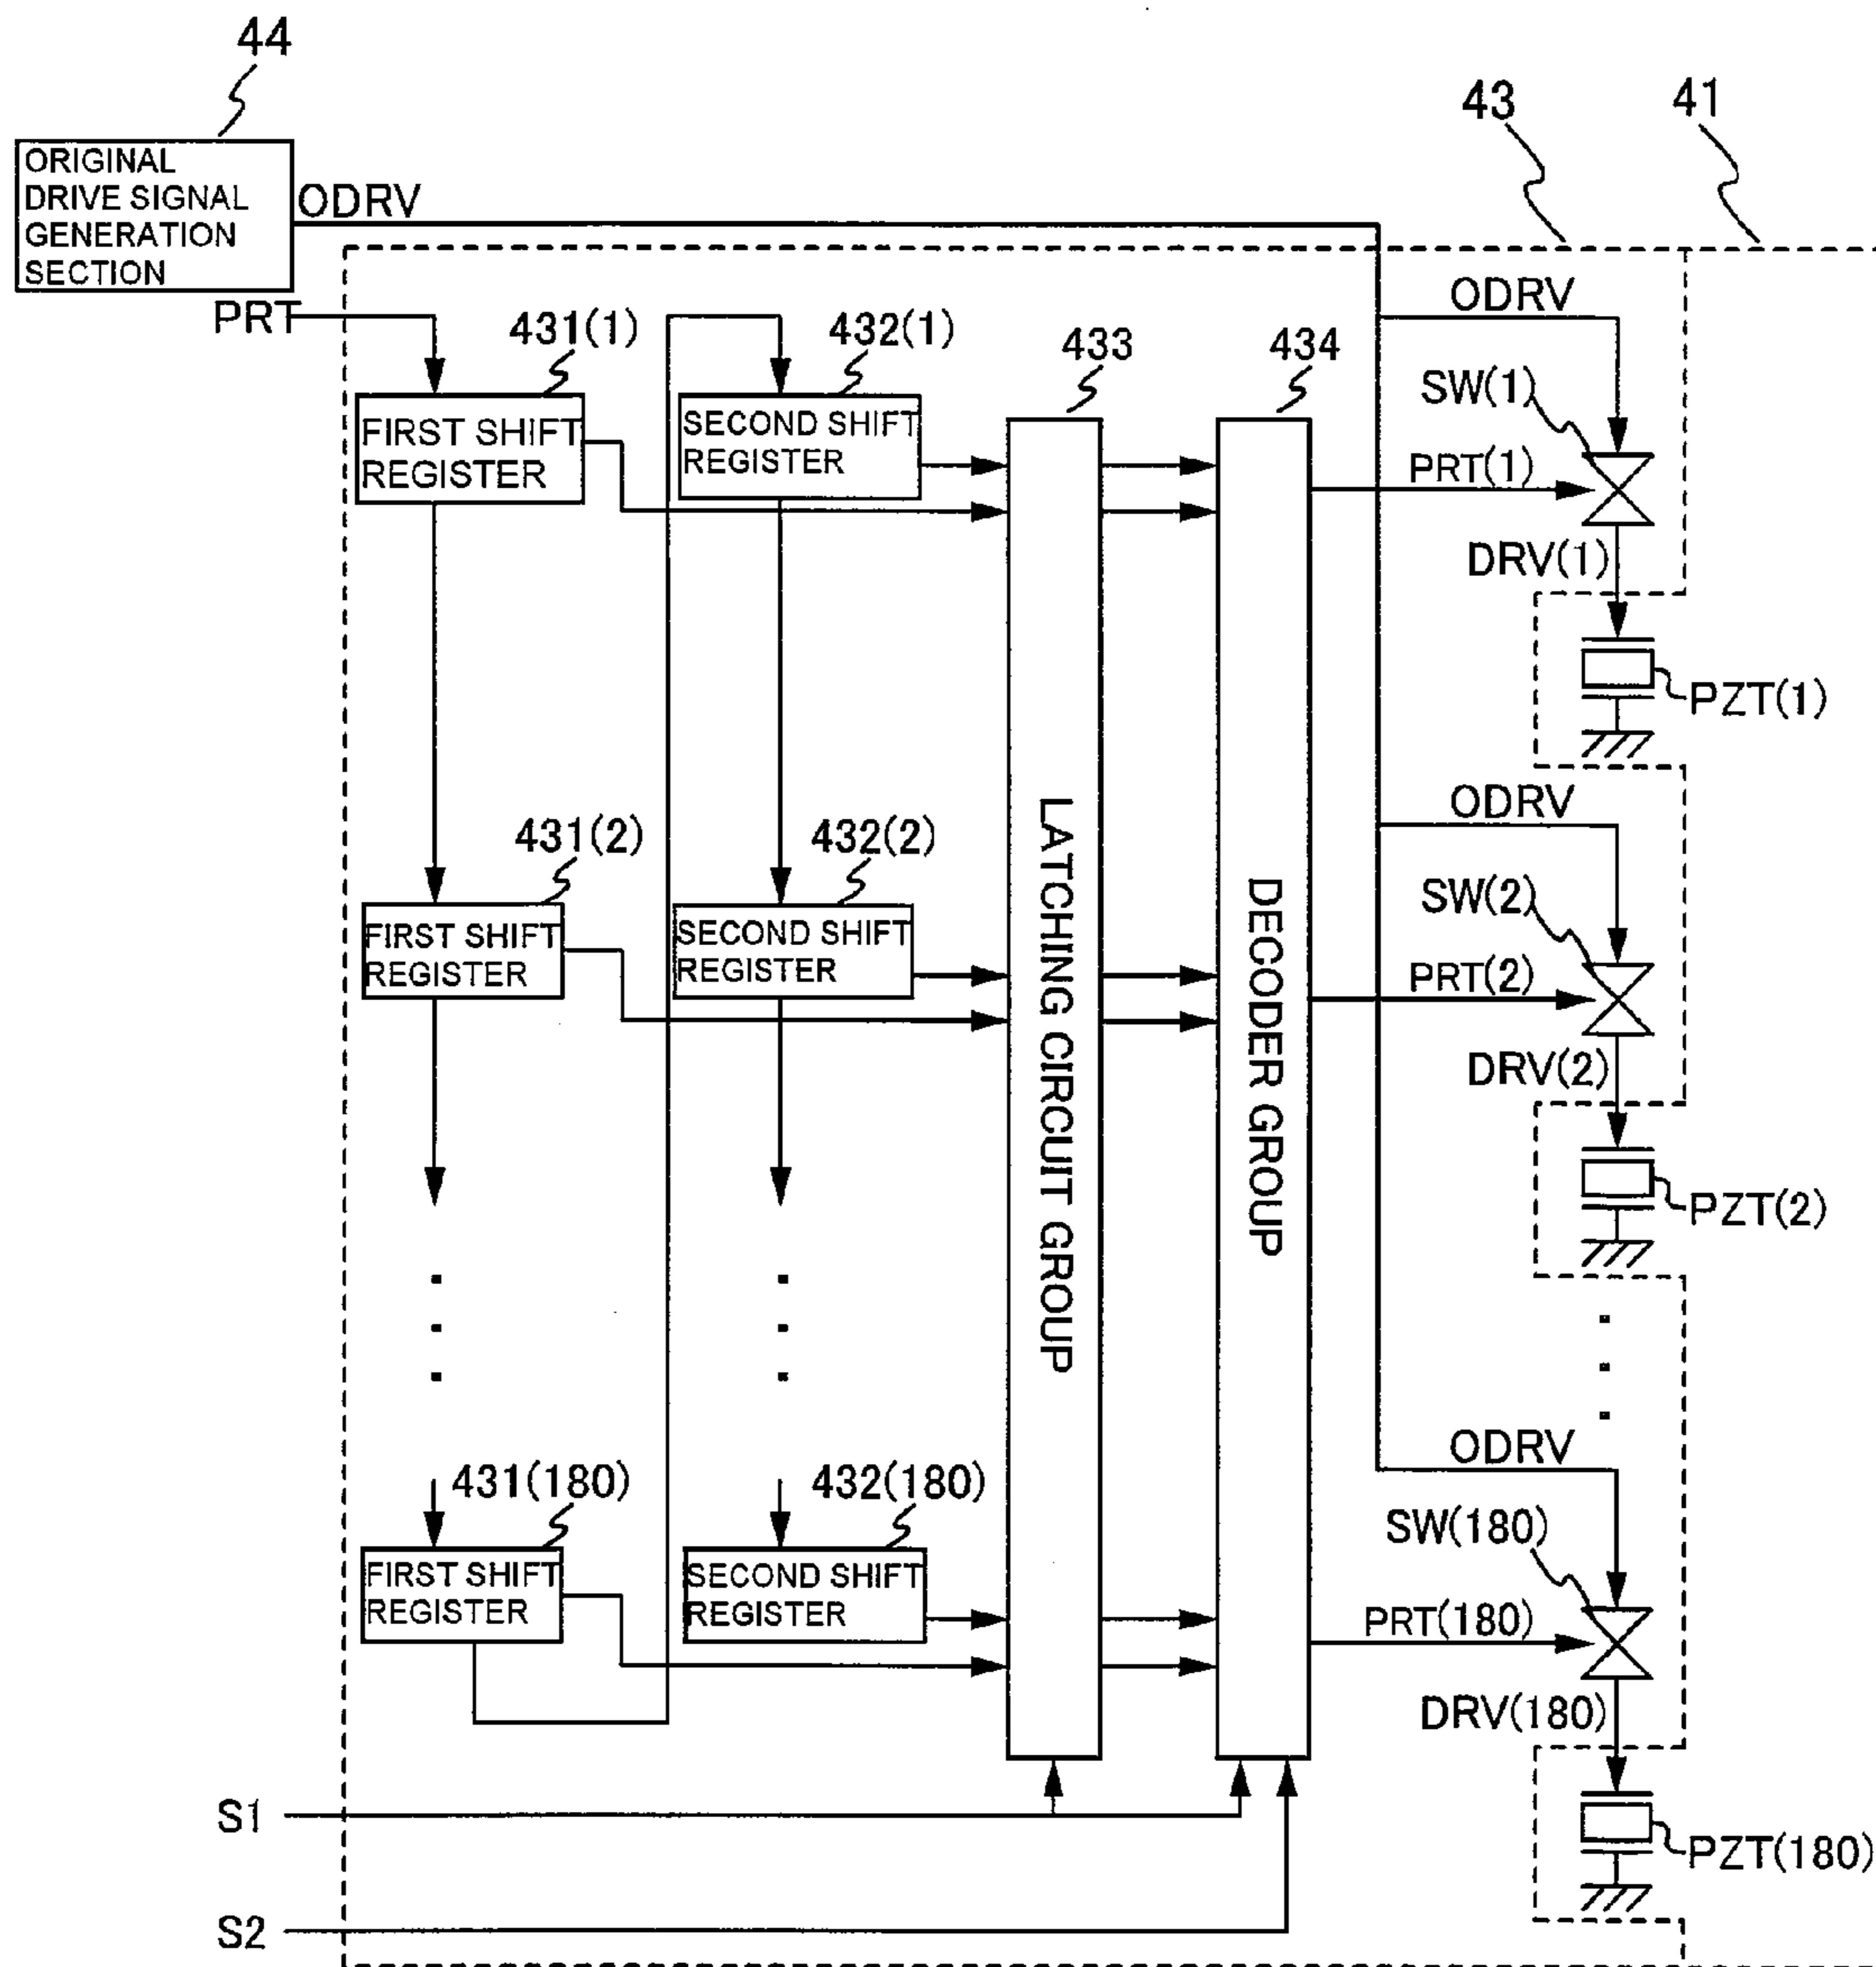 44
43
41
ORIGINAL
DRIVE SIGNAL
GENERATION
SECTION
ODRV
PRT
431(1)
432(1)
433
434
ODRV
SW(1)
FIRST SHIFT
REGISTER
SECOND SHIFT
REGISTER
PRT(1)
DRV(1)
PZT(1)
LATCHING CIRCUIT GROUP
DECODER GROUP
431(2)
432(2)
ODRV
SW(2)
FIRST SHIFT
REGISTER
SECOND SHIFT
REGISTER
PRT(2)
DRV(2)
PZT(2)
431(180)
432(180)
ODRV
SW(180)
FIRST SHIFT
REGISTER
SECOND SHIFT
REGISTER
PRT(180)
DRV(180)
S1
PZT(180)
S2